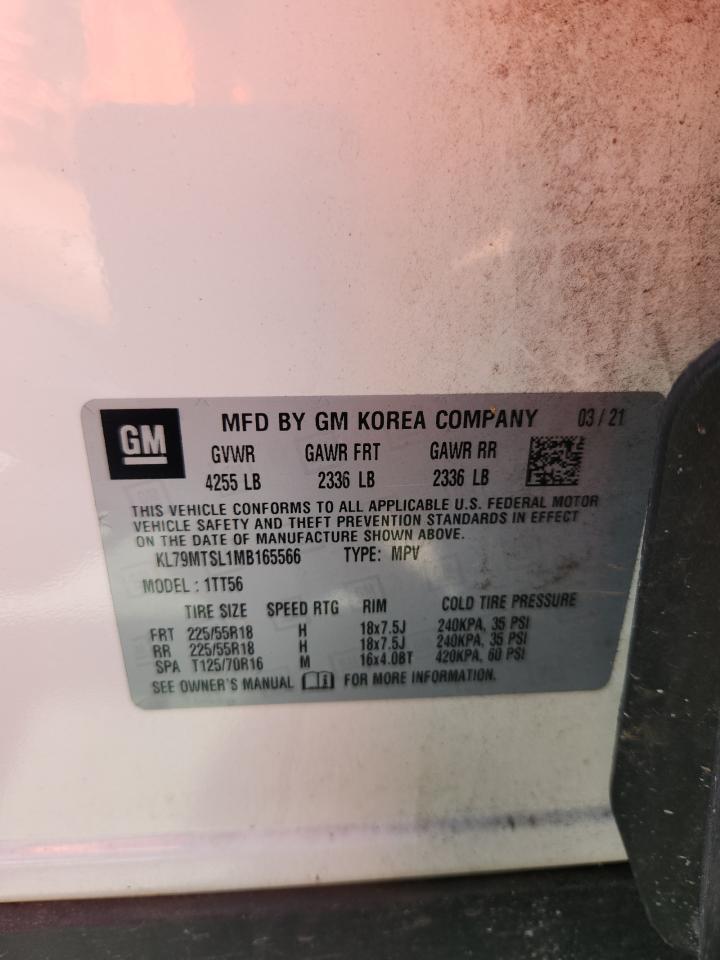 GM MFD BY GM KOREA COMPANY 03 / 21
GVWR GAWR FRT GAWR RR
4255 LB 2336 LB 2336 LB
THIS VEHICLE CONFORMS TO ALL APPLICABLE U.S. FEDERAL MOTOR
VEHICLE SAFETY AND THEFT PREVENTION STANDARDS IN EFFECT
ON THE DATE OF MANUFACTURE SHOWN ABOVE.
KL79MTSL1MB165566 TYPE: MPV
MODEL : 1TT56
TIRE SIZE SPEED RTG RIM COLD TIRE PRESSURE
FRT 225/55R18 H 18x7.5J 240KPA, 35 PSI
RR 225/55R18 H 18x7.5J 240KPA, 35 PSI
SPA T125/70R16 M 16x4.0BT 420KPA, 60 PSI
SEE OWNER'S MANUAL FOR MORE INFORMATION.